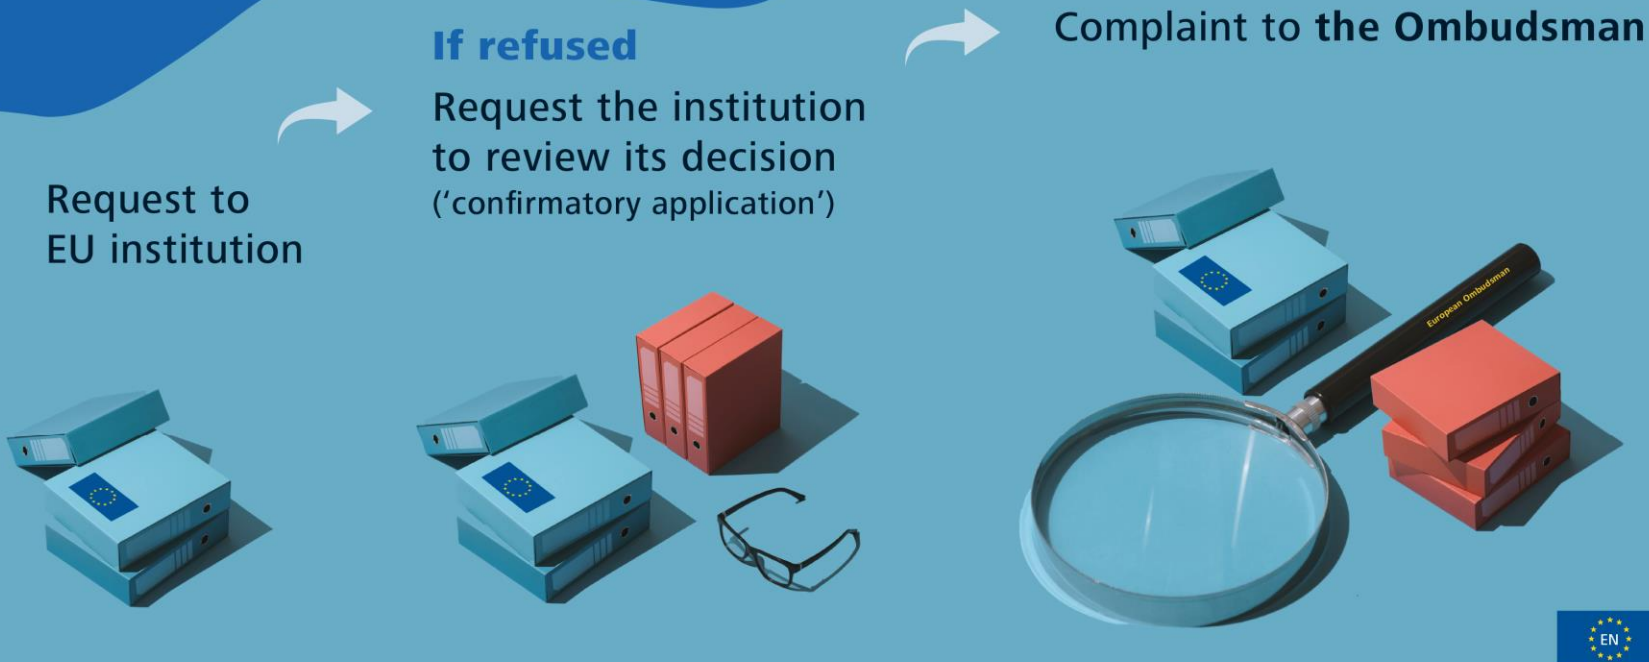 Request to
EU institution
If refused
Request the institution
to review its decision
(‘confirmatory application’)
Complaint to the Ombudsman
European Ombudsman
EN